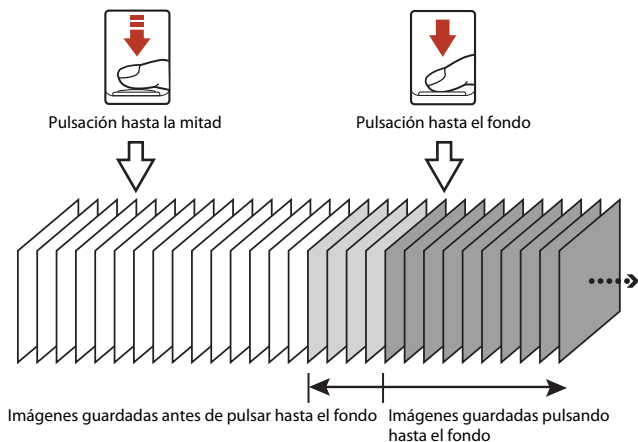 Pulsación hasta la mitad
Pulsación hasta el fondo
Imágenes guardadas antes de pulsar hasta el fondo
Imágenes guardadas pulsando
hasta el fondo